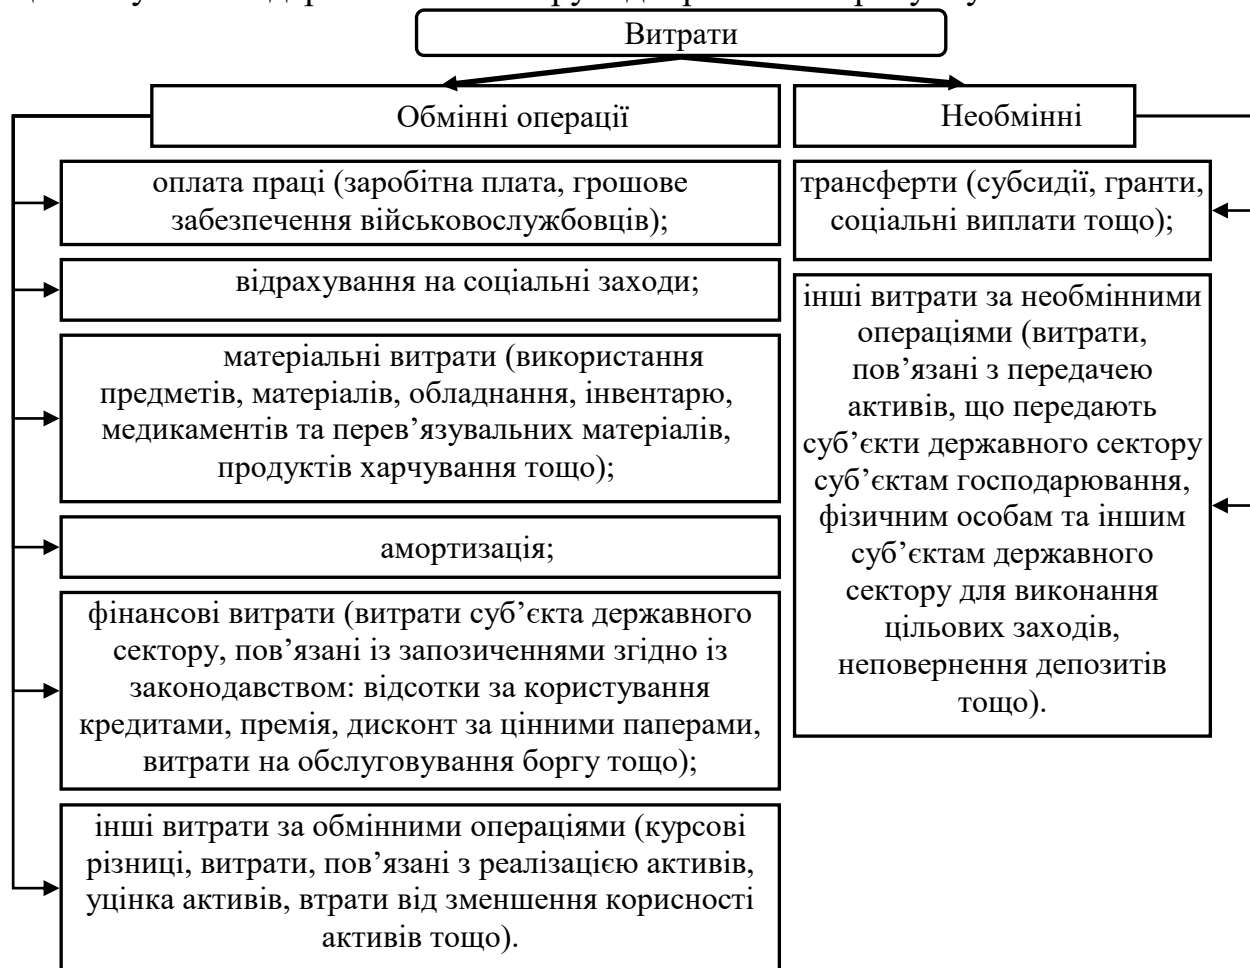 Витрати
Обмінні операції
оплата праці (заробітна плата, грошове
забезпечення військовослужбовців);
відрахування на соціальні заходи;
матеріальні витрати (використання
предметів, матеріалів, обладнання, інвентарю,
медикаментів та перев’язувальних матеріалів,
продуктів харчування тощо);
амортизація;
фінансові витрати (витрати суб’єкта державного
сектору, пов’язані із запозиченнями згідно із
законодавством: відсотки за користування
кредитами, премія, дисконт за цінними паперами,
витрати на обслуговування боргу тощо);
інші витрати за обмінними операціями (курсові
різниці, витрати, пов’язані з реалізацією активів,
уцінка активів, втрати від зменшення корисності
активів тощо).
Необмінні
трансферти (субсидії, гранти,
соціальні виплати тощо);
інші витрати за необмінними
операціями (витрати,
пов’язані з передачею
активів, що передають
суб’єкти державного сектору
суб’єктам господарювання,
фізичним особам та іншим
суб’єктам державного
сектору для виконання
цільових заходів,
неповернення депозитів
тощо).